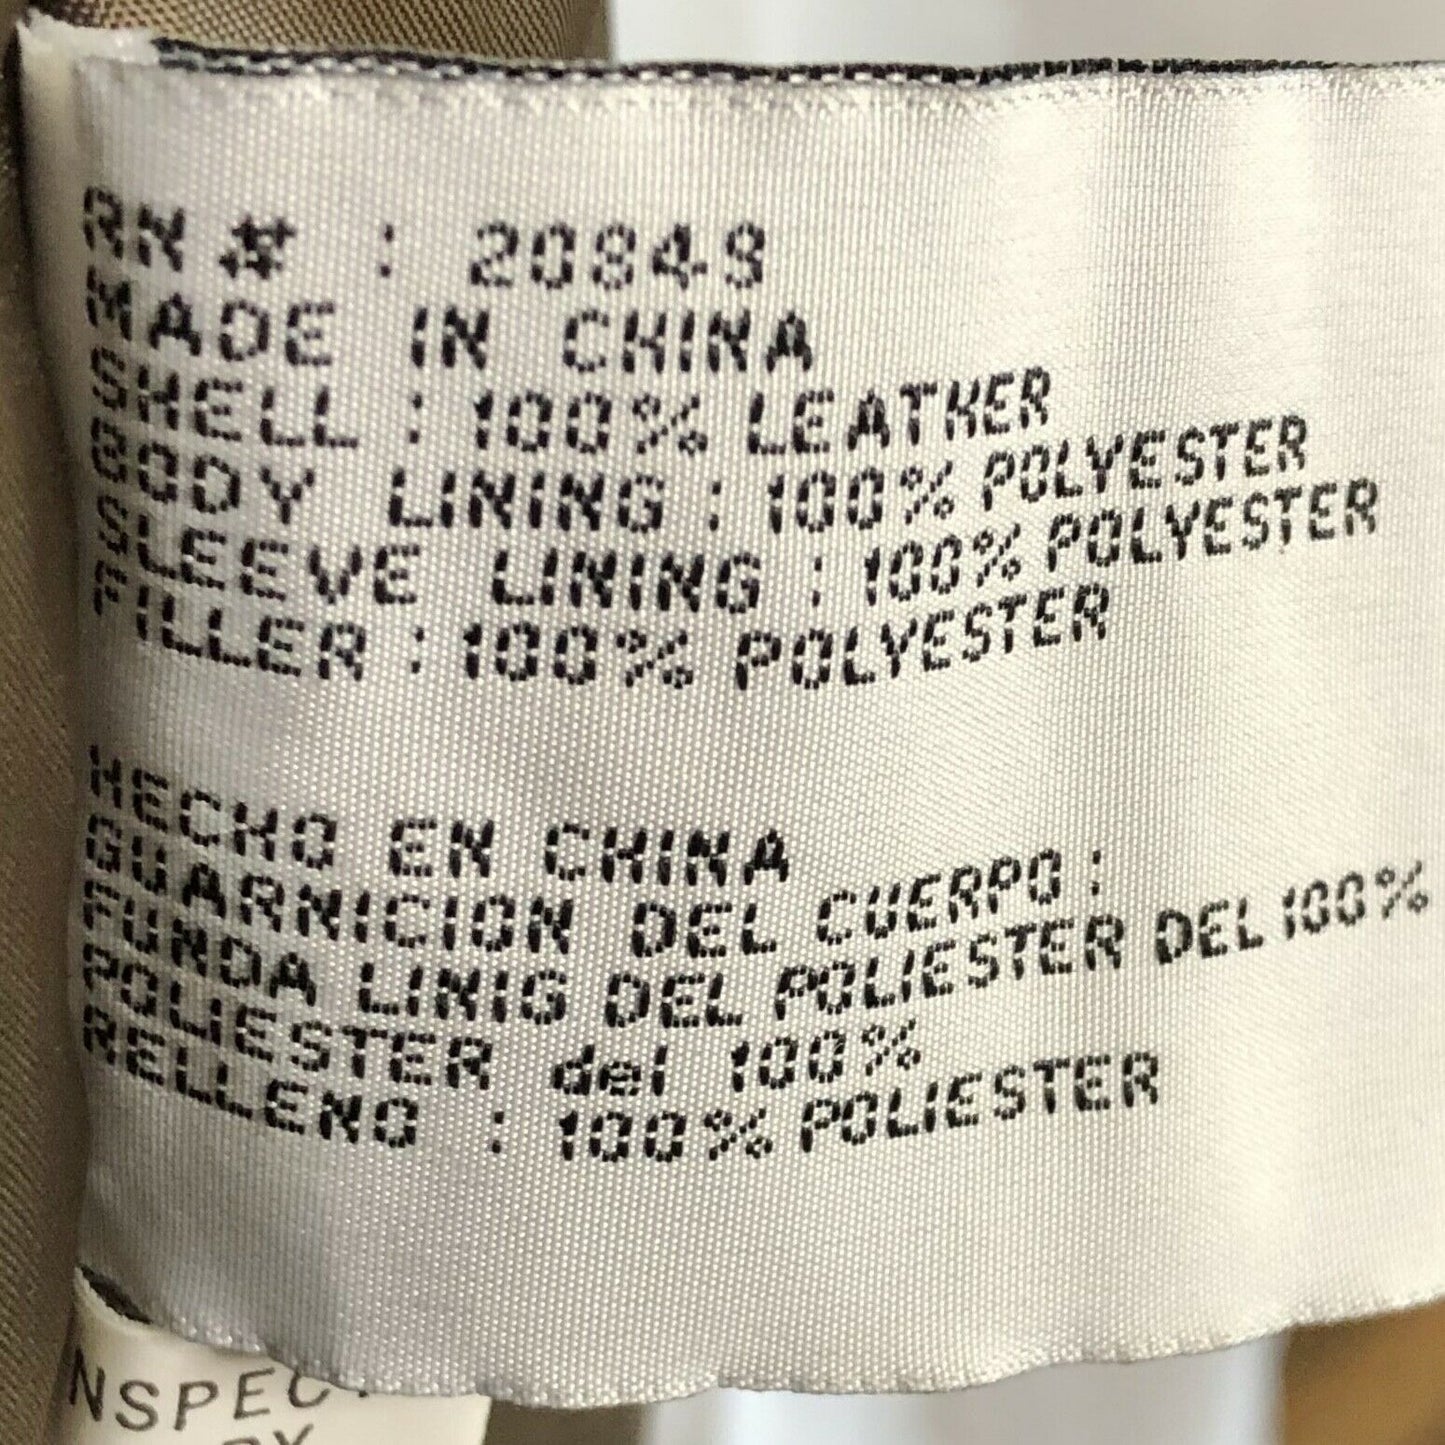 RN # : 20849
MADE IN CHINA
SHELL : 100% LEATHER
BODY LINING : 100% POLYESTER
SLEEVE LINING : 100% POLYESTER
FILLER : 100% POLYESTER
HECHO EN CHINA
GUARNICION DEL CUERPO :
FUNDA LINIG DEL POLIESTER DEL 100%
POLIESTER del 100%
RELLENO : 100% POLIESTER